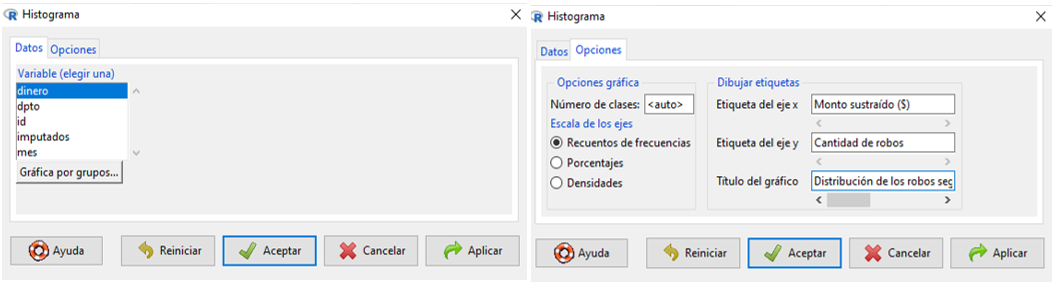 Histograma
Datos Opciones
Variable (elegir una)
dinero
dpto
id
imputados
mes
Gráfica por grupos...
Ayuda Reiniciar Aceptar Cancelar Aplicar
Histograma
Datos Opciones
Opciones gráfica
Número de clases: <auto>
Escala de los ejes
Recuentos de frecuencias
Porcentajes
Densidades
Dibujar etiquetas
Etiqueta del eje x Monto sustraído ($)
Etiqueta del eje y Cantidad de robos
Título del gráfico Distribución de los robos seg
Ayuda Reiniciar Aceptar Cancelar Aplicar